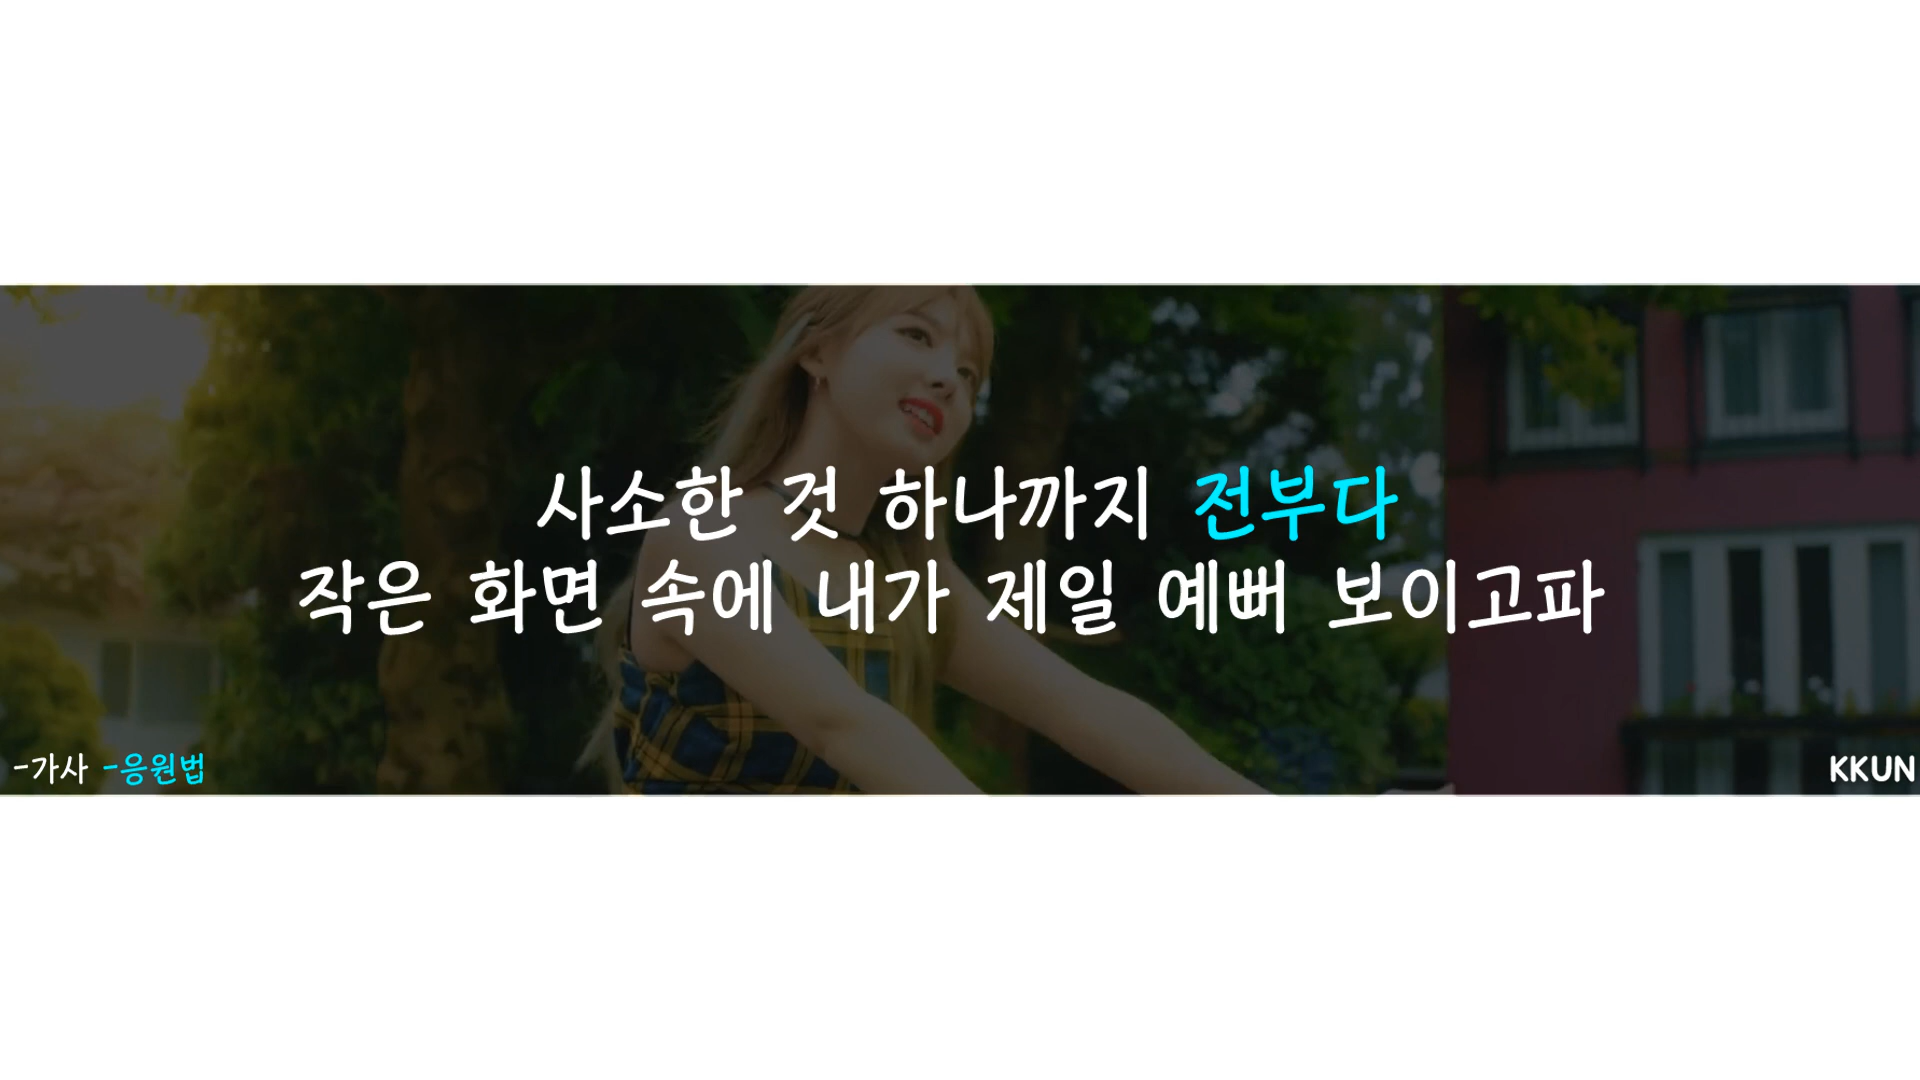 사소한 것 하나까지 전부다
작은 화면 속에 내가 제일 예뻐 보이고파
-가사 -응원법
KKUN